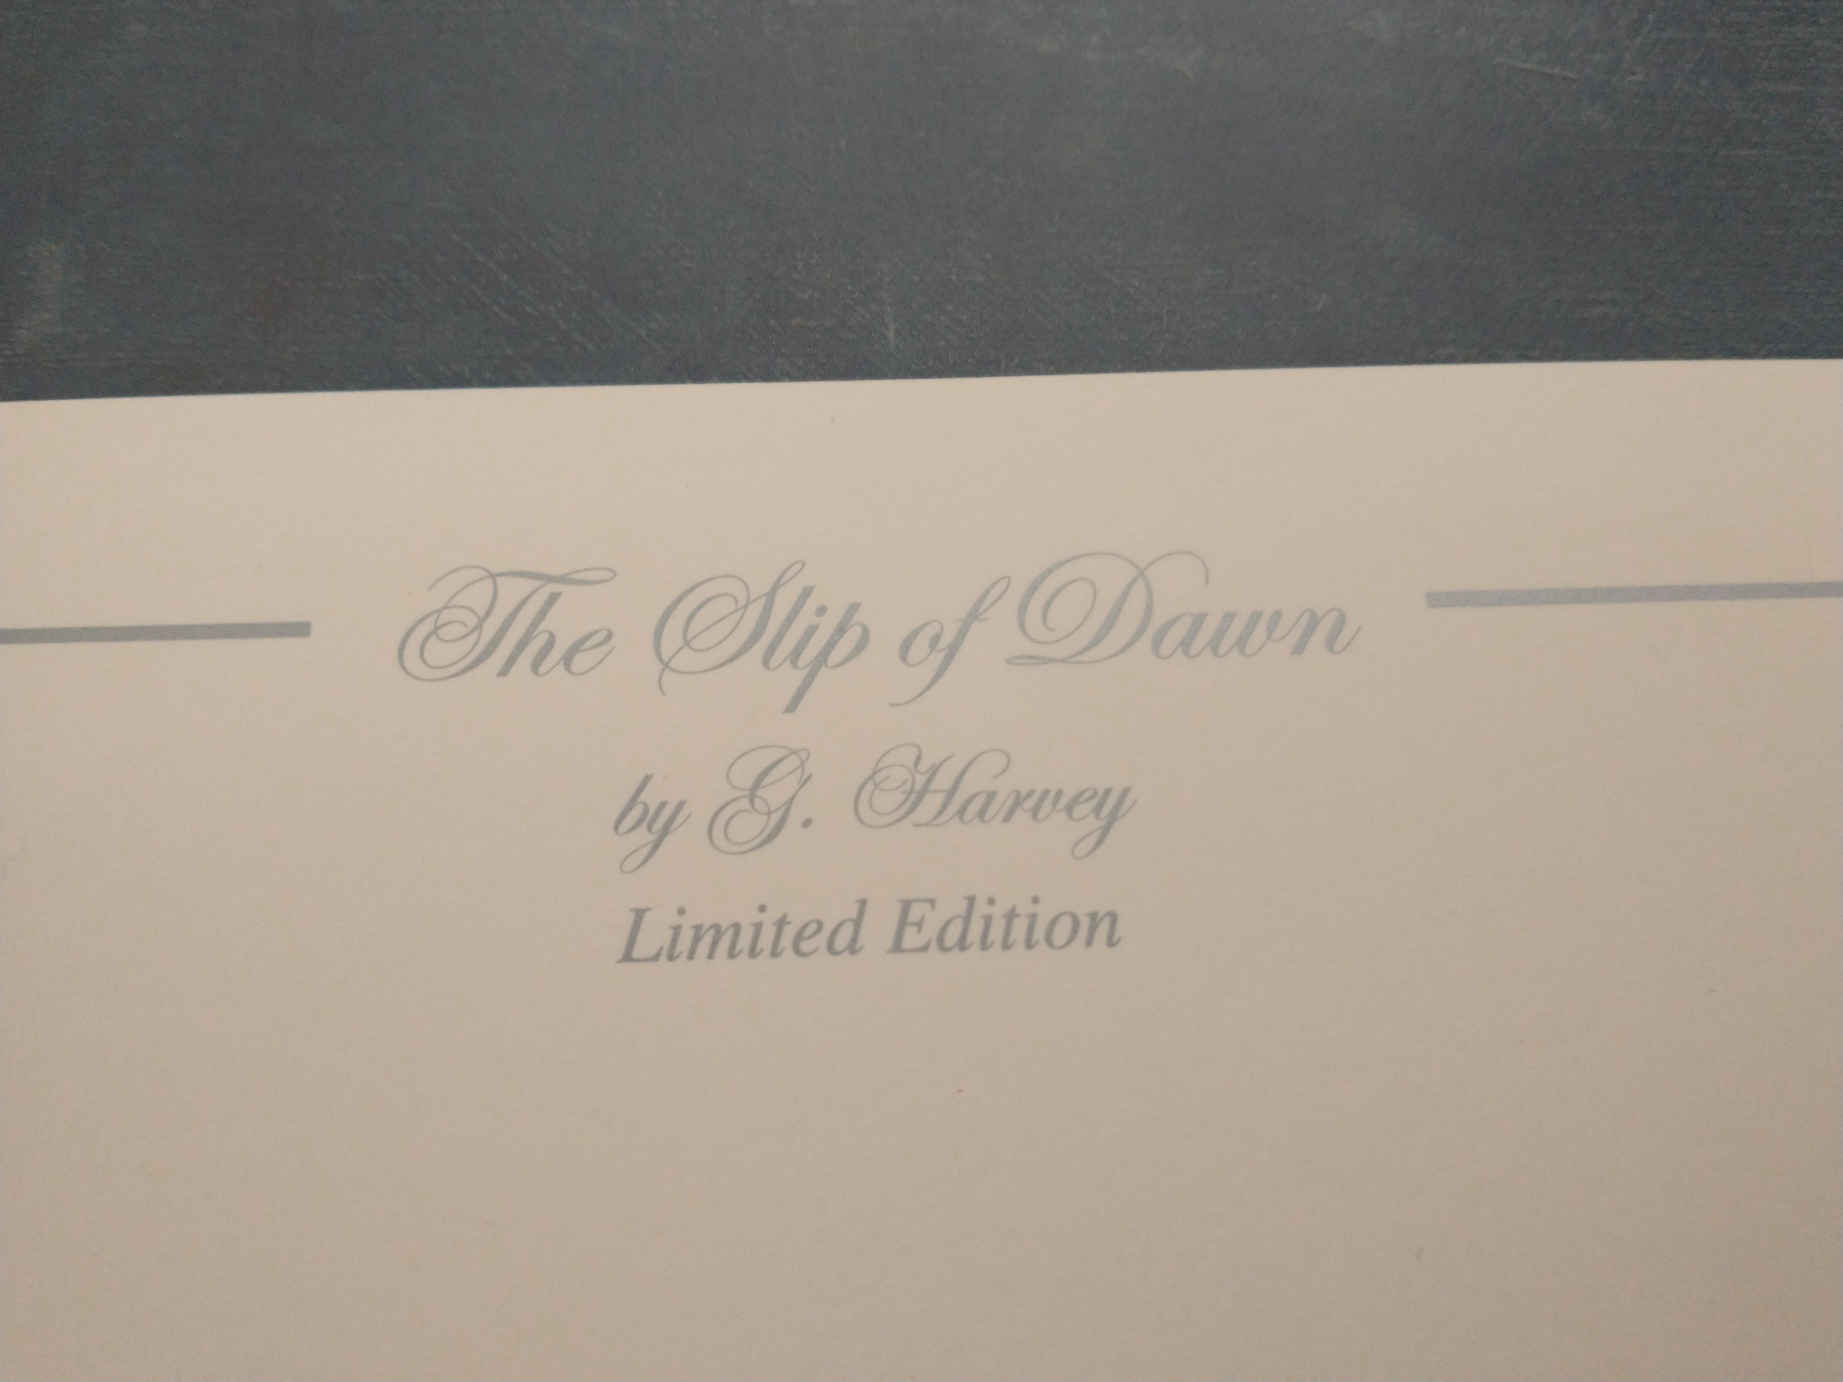 The Slip of Dawn
by G. Harvey
Limited Edition